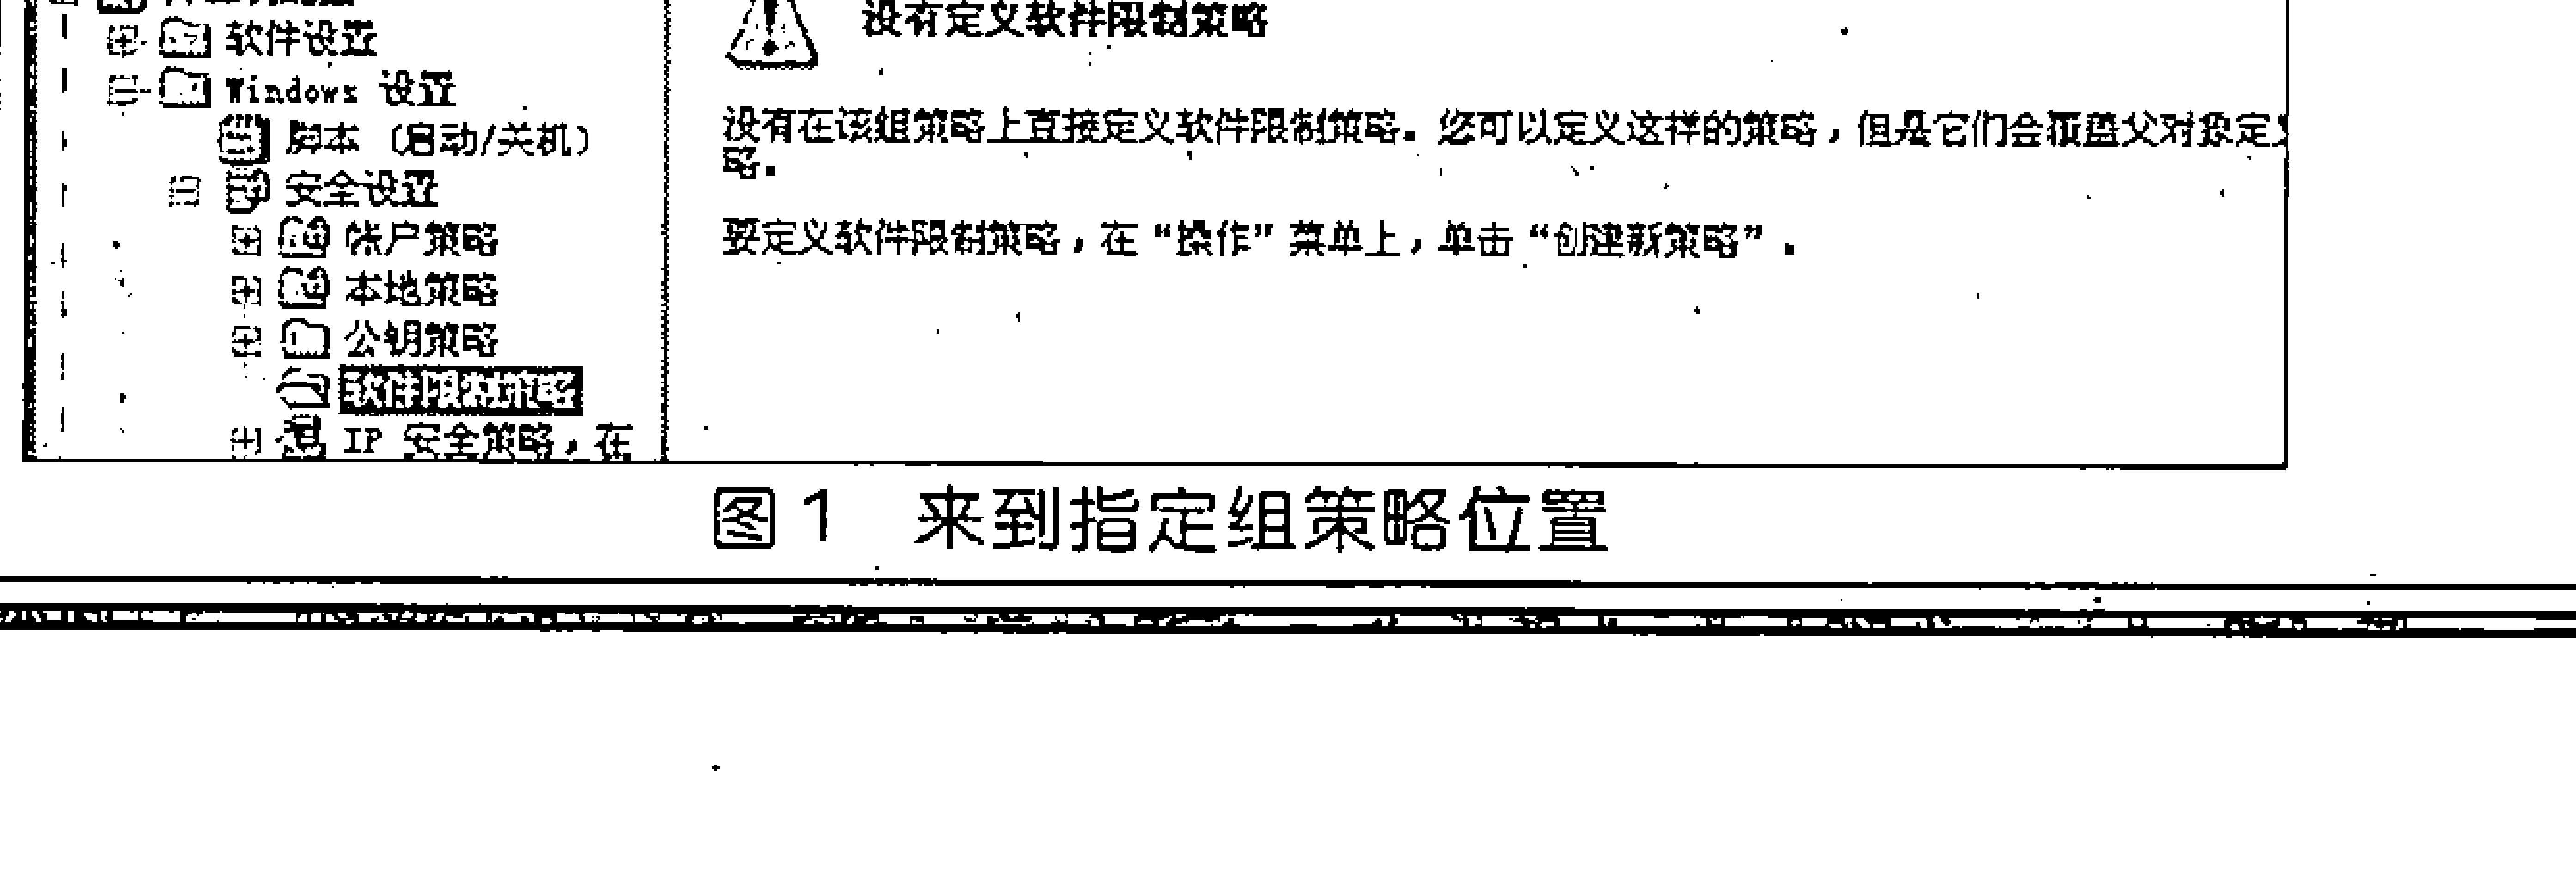 软件设置
Windows 设置
脚本（启动/关机）
安全设置
帐户策略
本地策略
公钥策略
软件限制策略
IP 安全策略，在
没有定义软件限制策略
没有在该组策略上直接定义软件限制策略。您可以定义这样的策略，但是它们会覆盖父对象定义
略。
要定义软件限制策略，在“操作”菜单上，单击“创建新策略”。
图1 来到指定组策略位置